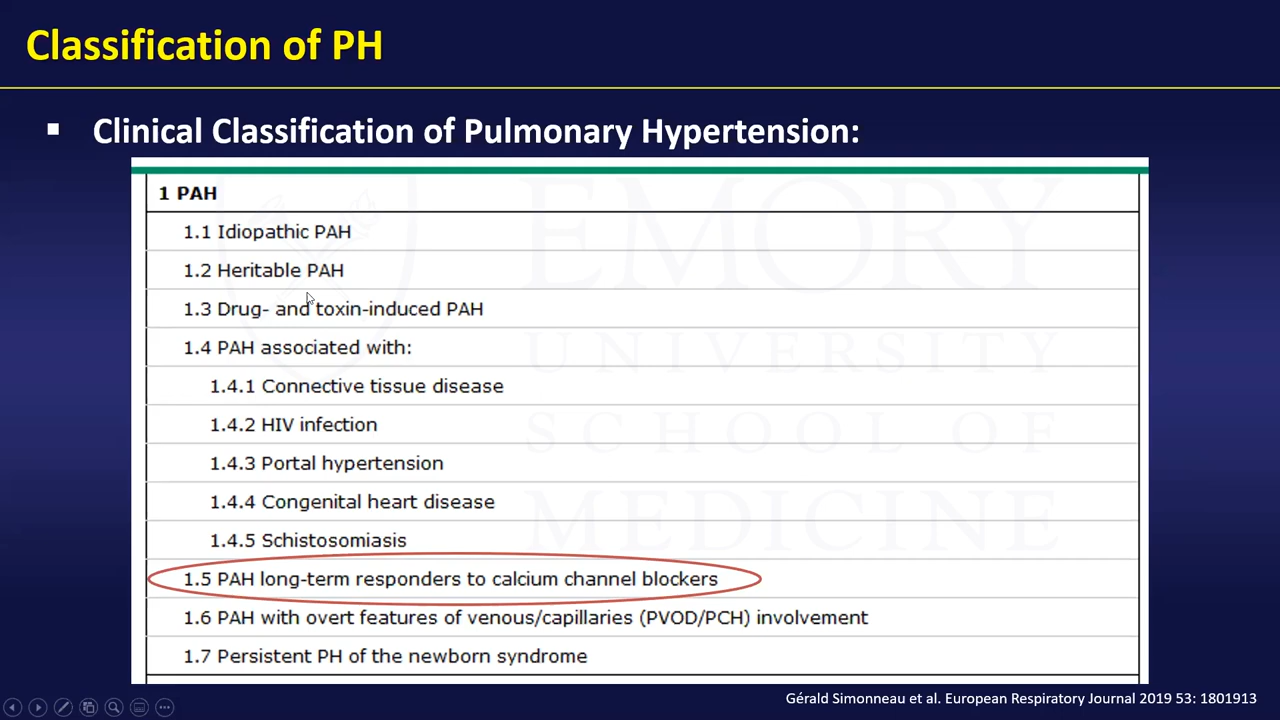 Classification of PH
▪ Clinical Classification of Pulmonary Hypertension:
1 PAH
1.1 Idiopathic PAH
1.2 Heritable PAH
1.3 Drug- and toxin-induced PAH
1.4 PAH associated with:
1.4.1 Connective tissue disease
1.4.2 HIV infection
1.4.3 Portal hypertension
1.4.4 Congenital heart disease
1.4.5 Schistosomiasis
1.5 PAH long-term responders to calcium channel blockers
1.6 PAH with overt features of venous/capillaries (PVOD/PCH) involvement
1.7 Persistent PH of the newborn syndrome
EMORY
UNIVERSITY
SCHOOL OF
MEDICINE
Gérald Simonneau et al. European Respiratory Journal 2019 53: 1801913